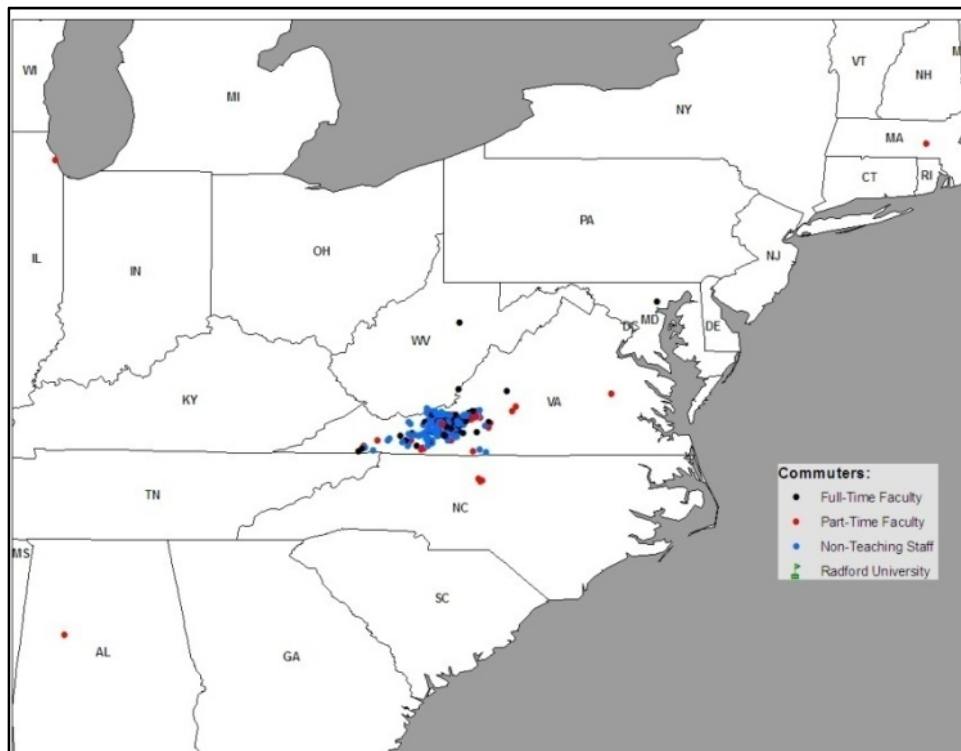 WI
MI
VT
NH
M
NY
MA
CT
RI
PA
NJ
IL
IN
OH
MD
DE
WV
KY
VA
TN
NC
MS
AL
GA
SC
Commuters:
Full-Time Faculty
Part-Time Faculty
Non-Teaching Staff
Radford University